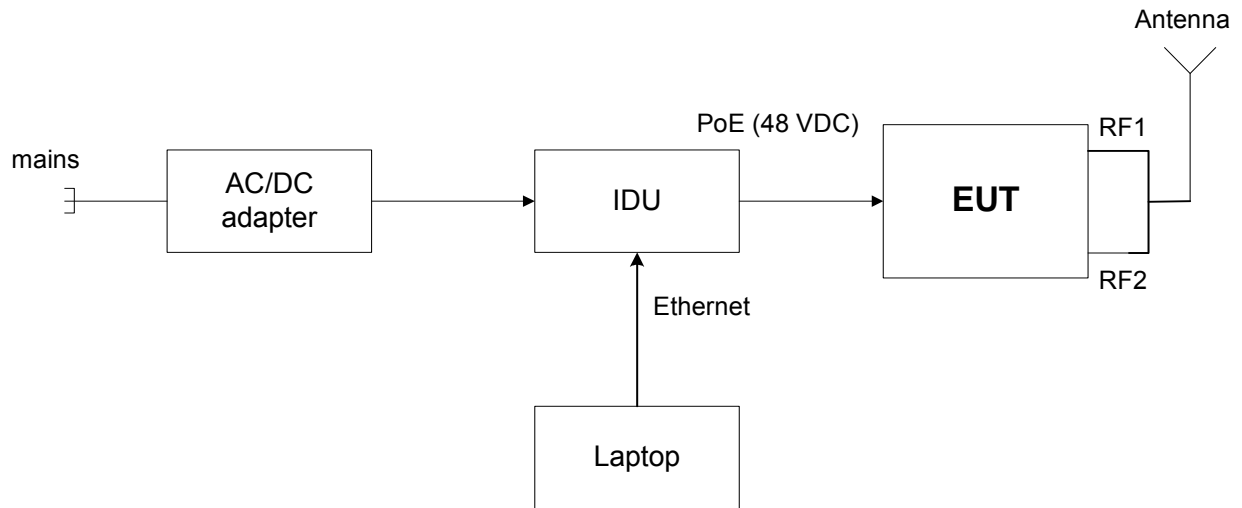 Antenna
PoE (48 VDC)
RF1
mains
AC/DC
adapter
IDU
EUT
RF2
Ethernet
Laptop